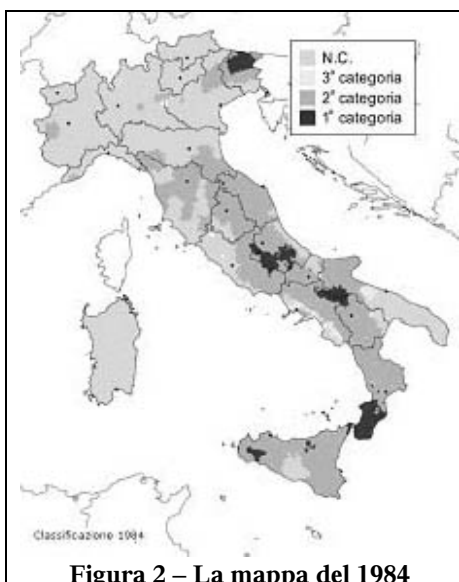 N.C.
3ª categoria
2ª categoria
1ª categoria
Classificazione 1984
Figura 2 – La mappa del 1984